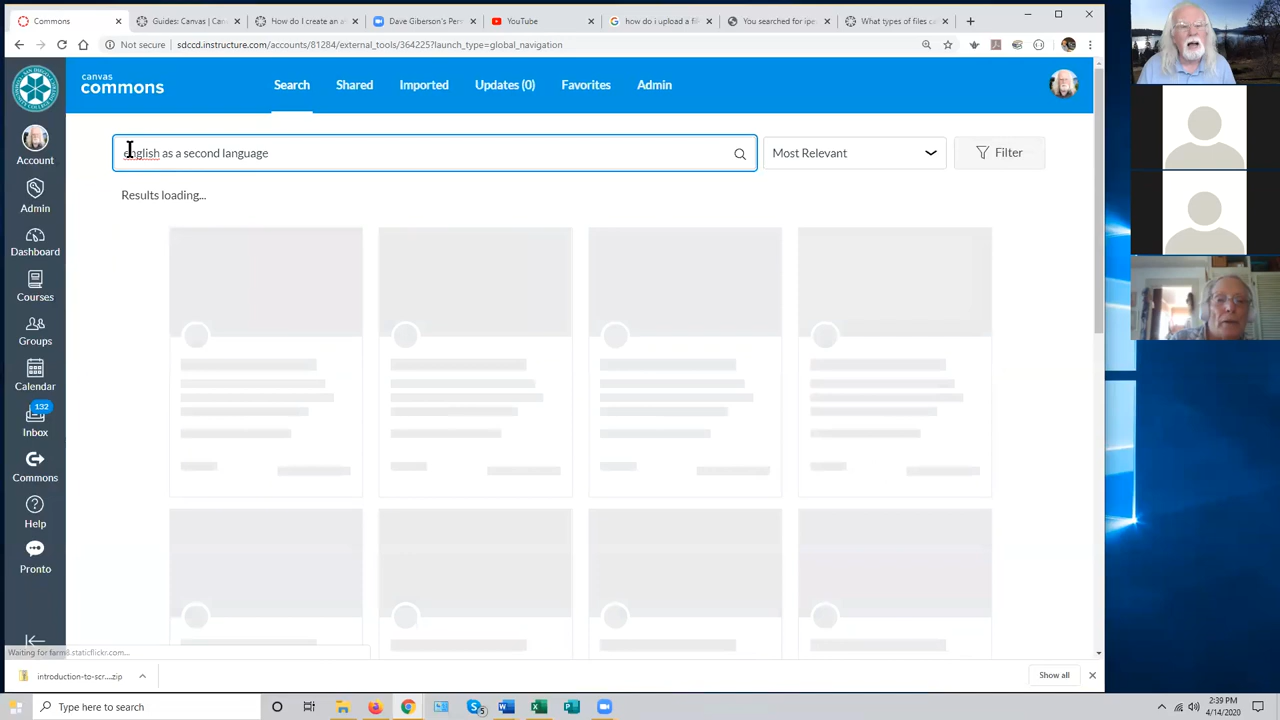 Commons
Guides: Canvas | Can
How do I create an a
Dave Giberson's Pers
YouTube
how do i upload a fi
You searched for ipe
What types of files ca
Not secure
sdccd.instructure.com/accounts/81284/external_tools/364225?launch_type=global_navigation
canvas
commons
Search
Shared
Imported
Updates (0)
Favorites
Admin
Account
Admin
Dashboard
Courses
Groups
Calendar
132
Inbox
Commons
Help
Pronto
english as a second language
Most Relevant
Filter
Results loading...
Waiting for farm8.staticflickr.com...
introduction-to-scr....zip
Show all
Type here to search
5
2:39 PM
4/14/2020